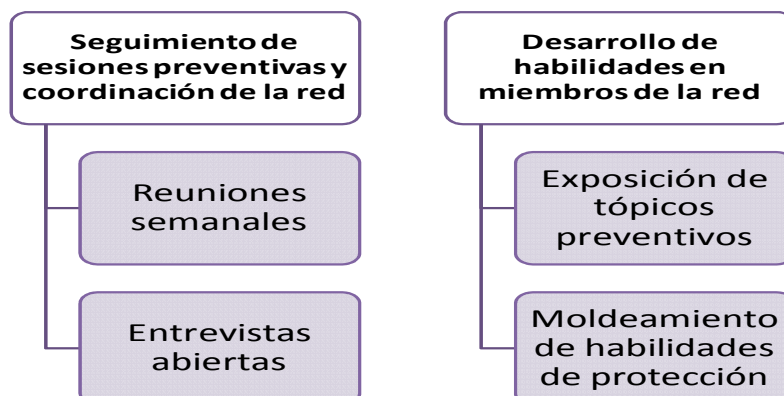 Seguimiento de
sesiones preventivas y
coordinación de la red
Reuniones
semanales
Entrevistas
abiertas
Desarrollo de
habilidades en
miembros de la red
Exposición de
tópicos
preventivos
Moldeamiento
de habilidades
de protección